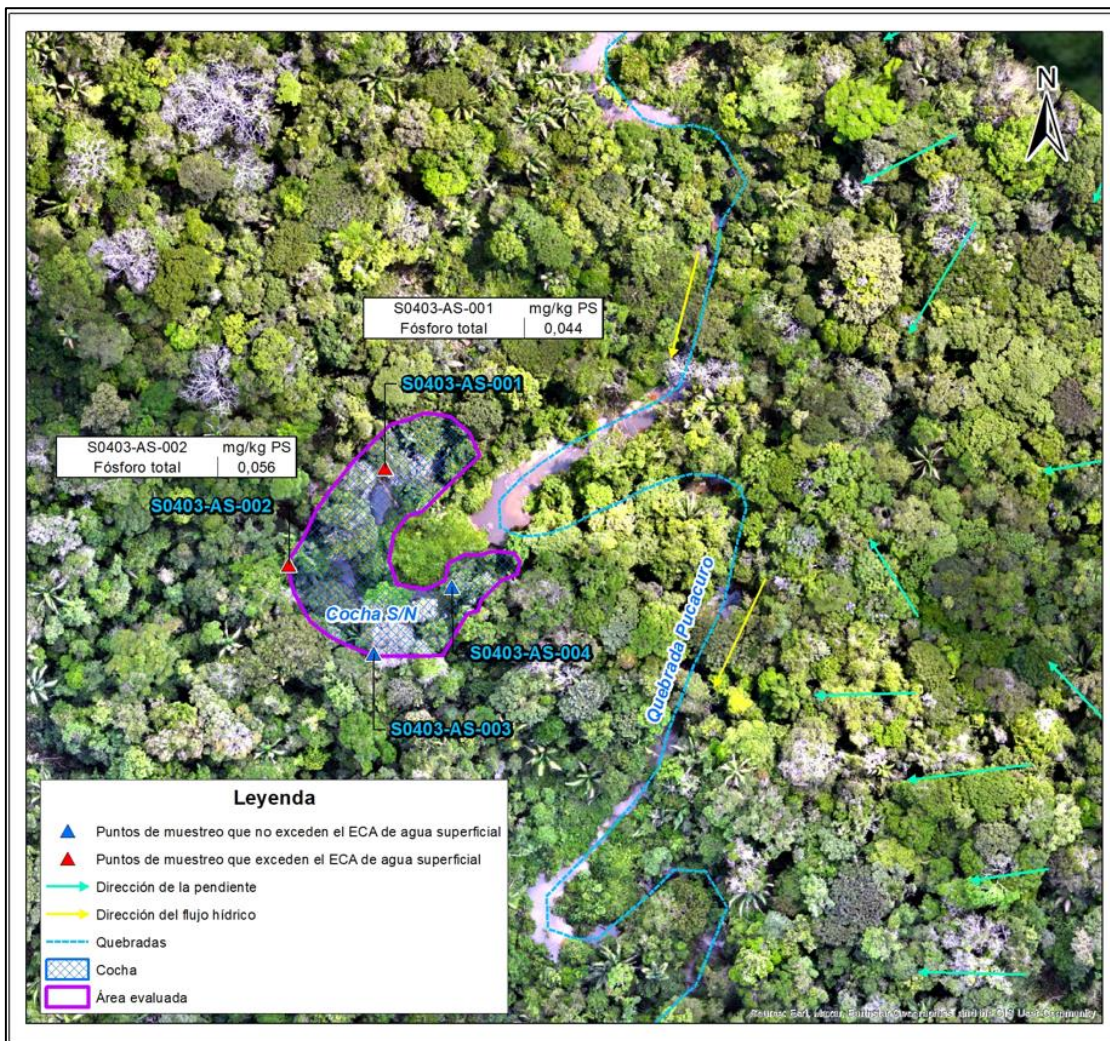 N
S0403-AS-001 mg/kg PS
Fósforo total 0,044
S0403-AS-001
S0403-AS-002 mg/kg PS
Fósforo total 0,056
S0403-AS-002
Cocha S/N
S0403-AS-004
Quebrada Pucacuro
S0403-AS-003
Leyenda
Puntos de muestreo que no exceden el ECA de agua superficial
Puntos de muestreo que exceden el ECA de agua superficial
Dirección de la pendiente
Dirección del flujo hídrico
Quebradas
Cocha
Área evaluada
Source: Esri,